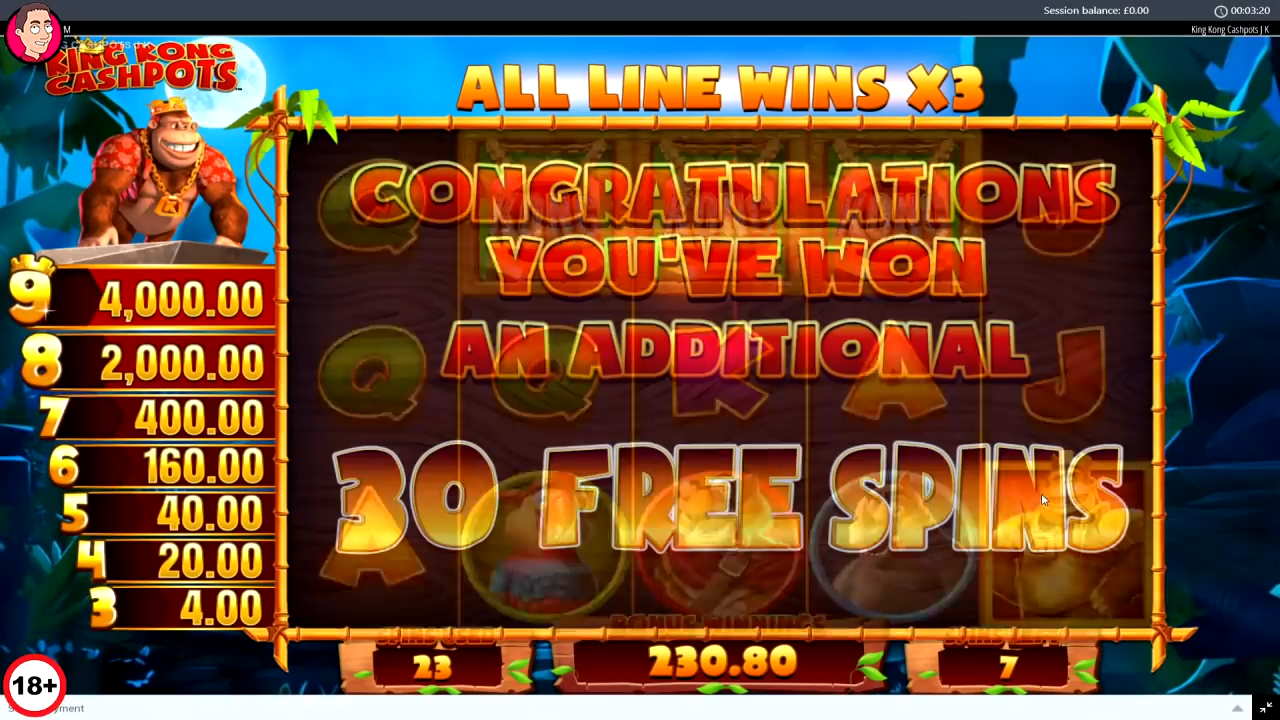 Session balance: £0.00
00:03:20
King Kong Cashpots | K
KING KONG
CASHPOTS
ALL LINE WINS X3
CONGRATULATIONS
YOU'VE WON
AN ADDITIONAL
30 FREE SPINS
9 4,000.00
8 2,000.00
7 400.00
6 160.00
5 40.00
4 20.00
3 4.00
Q J
Q Q K A J
A
BONUS WINNINGS
23
230.80
7
18+